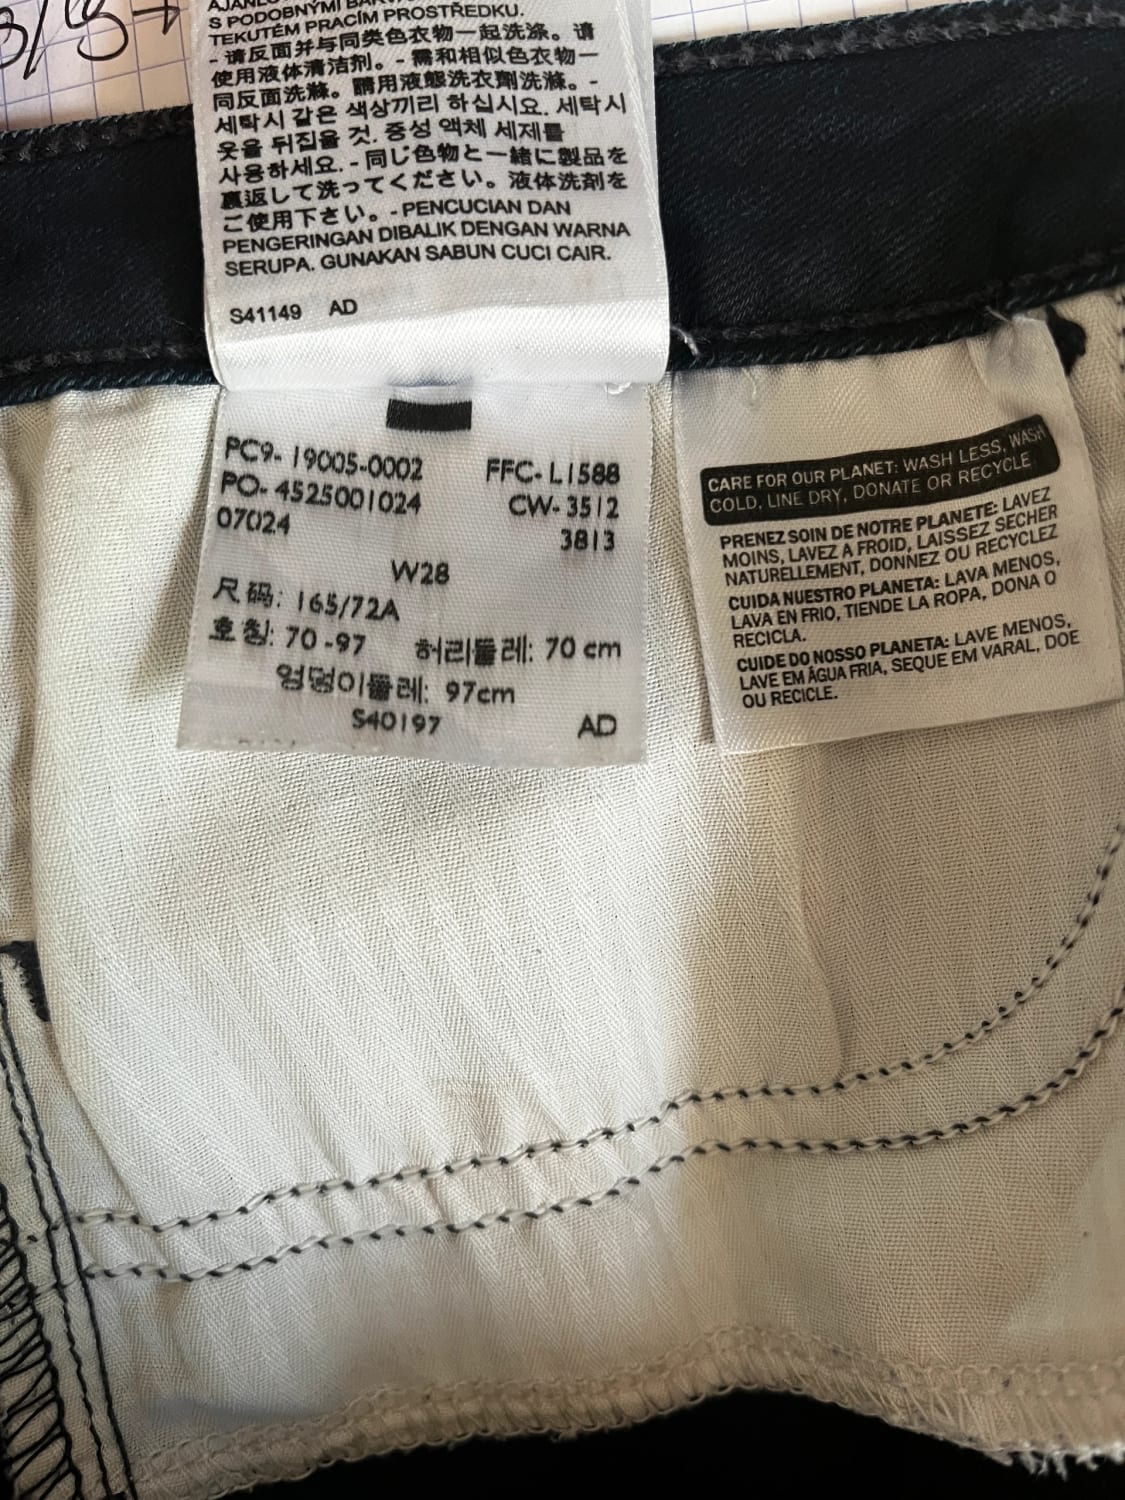 S PODOBNÝMI
TEKUTÉM PRACÍM PROSTŘEDKU.
- 请反面并与同类色衣物一起洗涤。请
使用液体清洁剂。- 需和相似色衣物一
同反面洗滌。請用液態洗衣劑洗滌。-
세탁시 같은 색상끼리 하십시요. 세탁시
옷을 뒤집을 것. 중성 액체 세제를
사용하세요. - 同じ色物と一緒に製品を
裏返して洗ってください。液体洗剤を
ご使用下さい。- PENCUCIAN DAN
PENGERINGAN DIBALIK DENGAN WARNA
SERUPA. GUNAKAN SABUN CUCI CAIR.
S41149 AD
PC9- 19005-0002 FFC- L1588
PO- 4525001024 CW- 3512
07024 3813
W28
尺码: 165/72A
호칭: 70 -97 허리둘레: 70 cm
엉덩이둘레: 97cm
S40197 AD
CARE FOR OUR PLANET: WASH LESS, WASH
COLD, LINE DRY, DONATE OR RECYCLE
PRENEZ SOIN DE NOTRE PLANETE: LAVEZ
MOINS, LAVEZ A FROID, LAISSEZ SECHER
NATURELLEMENT, DONNEZ OU RECYCLEZ
CUIDA NUESTRO PLANETA: LAVA MENOS,
LAVA EN FRIO, TIENDE LA ROPA, DONA O
RECICLA.
CUIDE DO NOSSO PLANETA: LAVE MENOS,
LAVE EM ÁGUA FRIA, SEQUE EM VARAL, DOE
OU RECICLE.